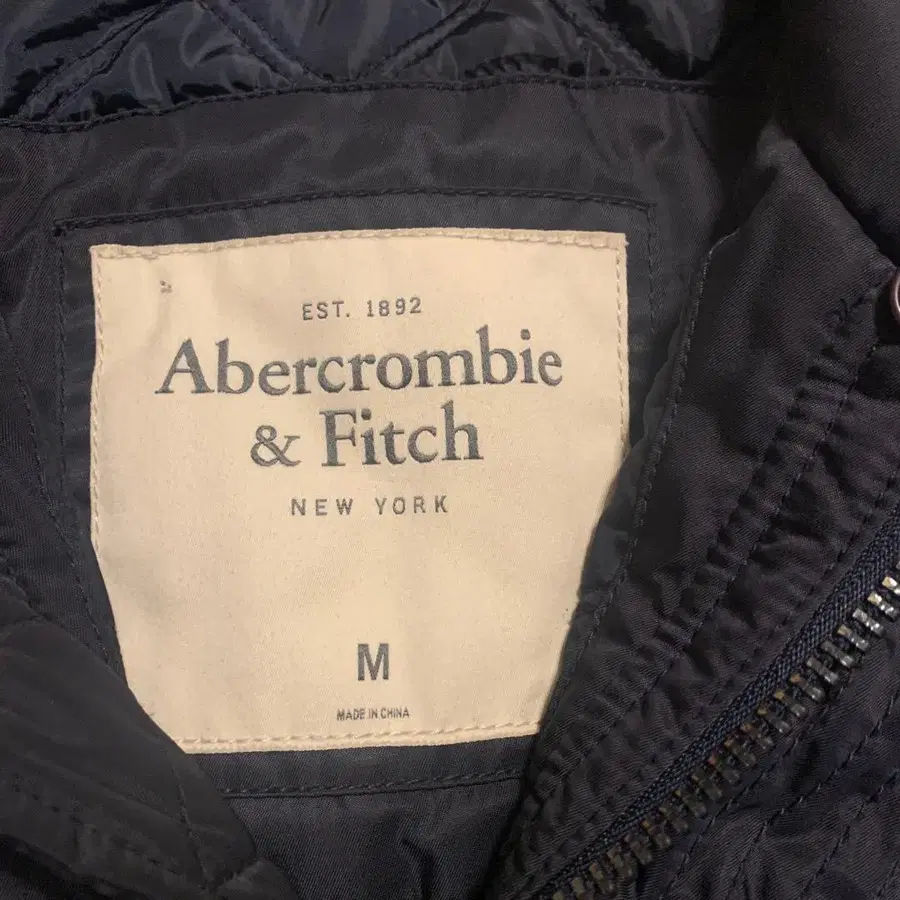 EST. 1892
Abercrombie
& Fitch
NEW YORK
M
MADE IN CHINA